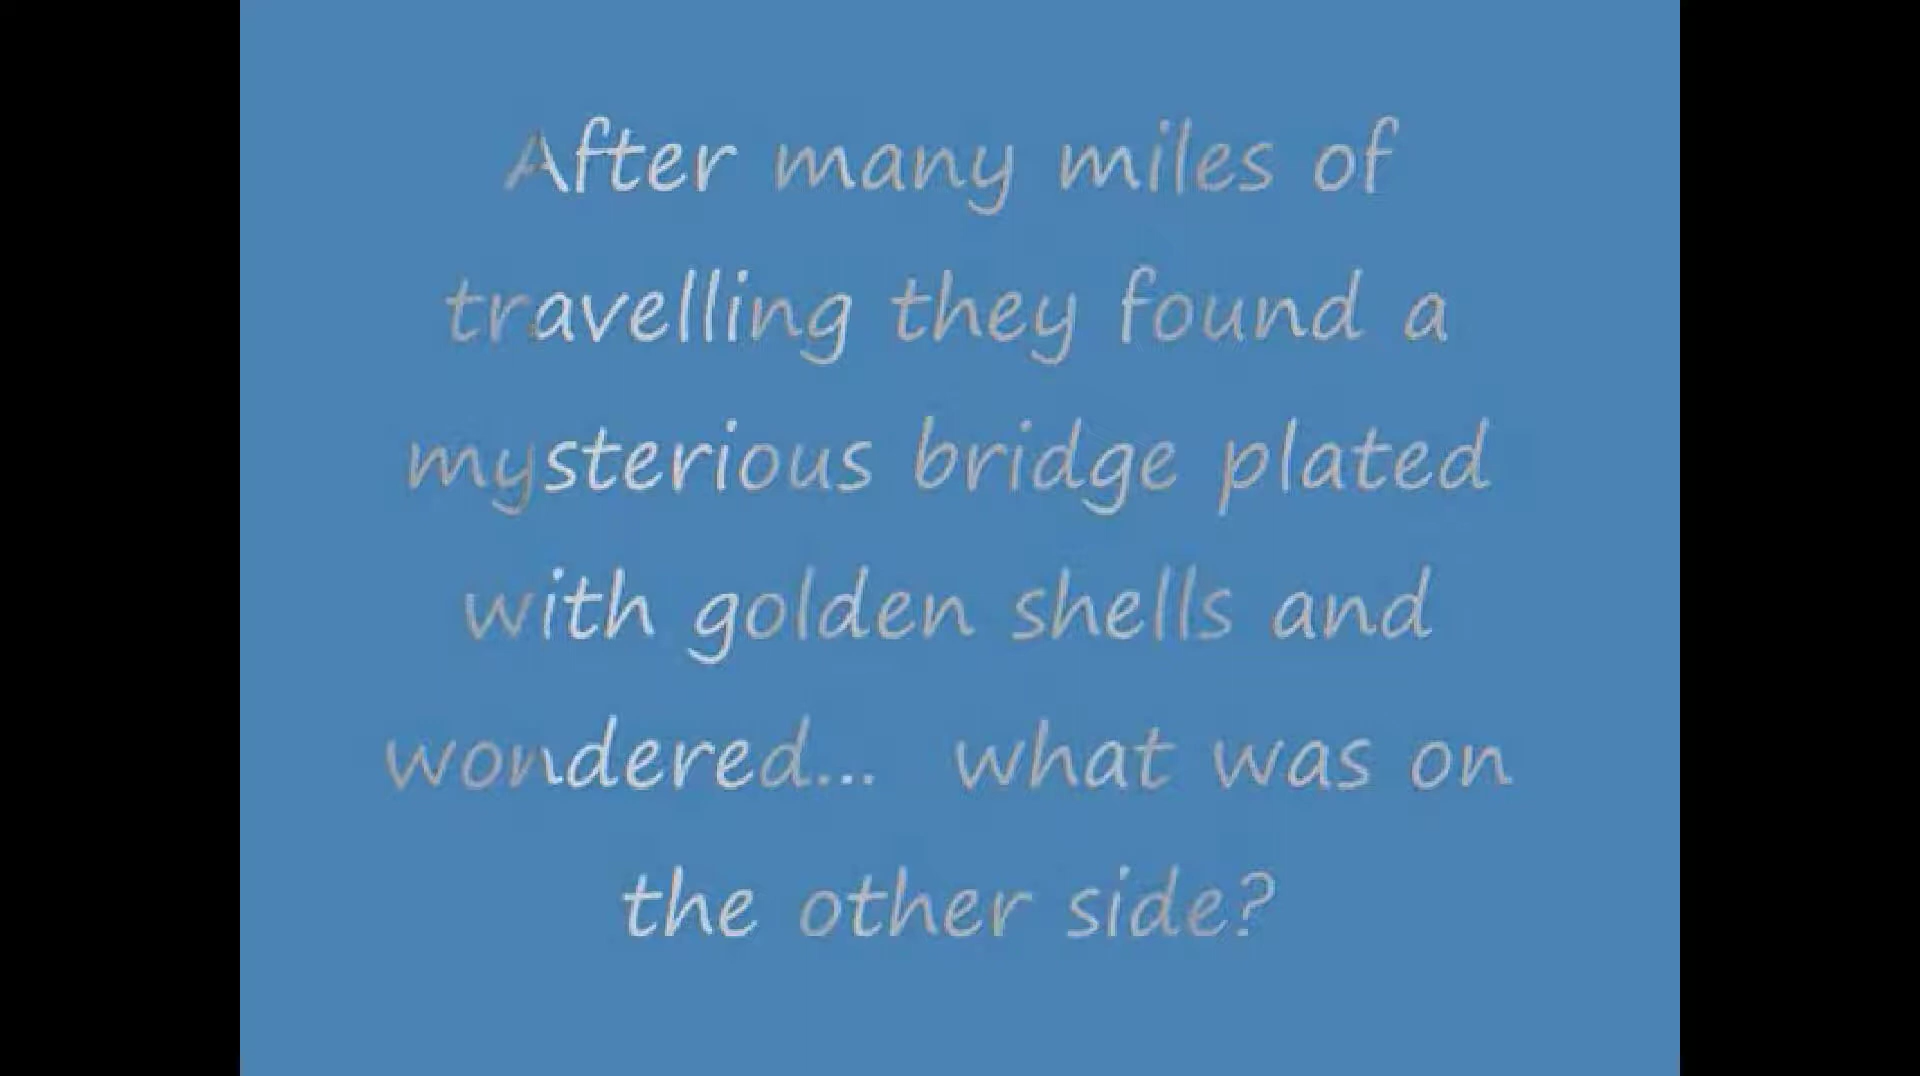 After many miles of
travelling they found a
mysterious bridge plated
with golden shells and
wondered... what was on
the other side?